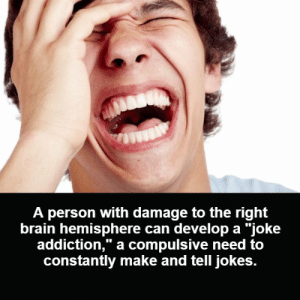 A person with damage to the right
brain hemisphere can develop a "joke
addiction," a compulsive need to
constantly make and tell jokes.